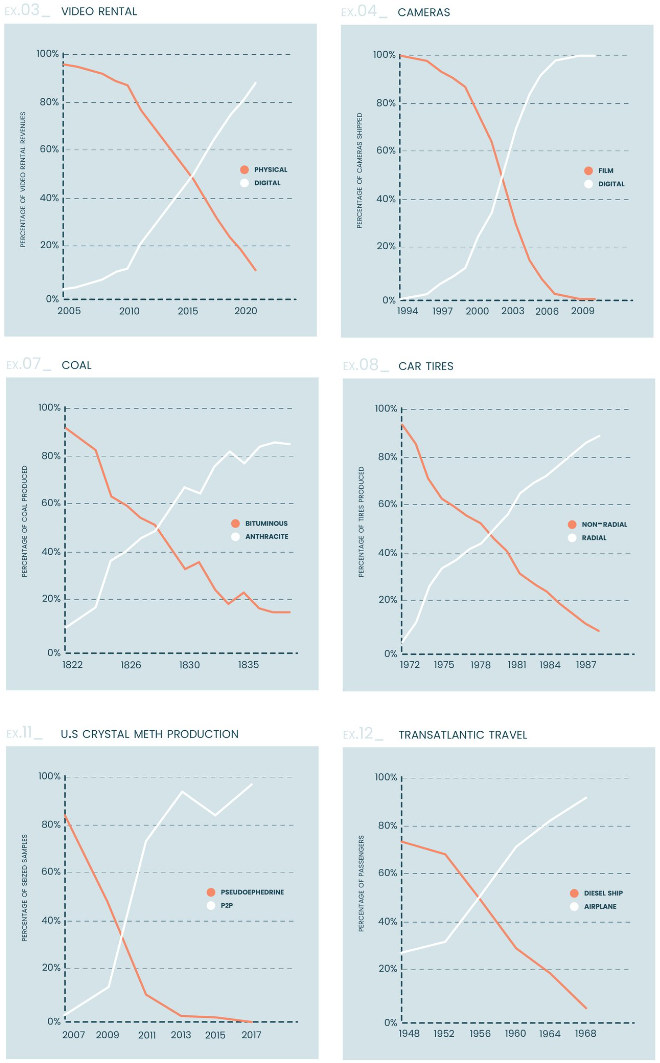 EX.03_ VIDEO RENTAL
100%
80%
60%
40%
20%
0%
PERCENTAGE OF VIDEO RENTAL REVENUES
PHYSICAL
DIGITAL
2005 2010 2015 2020
EX.04_ CAMERAS
100%
80%
60%
40%
20%
0%
PERCENTAGE OF CAMERAS SHIPPED
FILM
DIGITAL
1994 1997 2000 2003 2006 2009
EX.07_ COAL
100%
80%
60%
40%
20%
0%
PERCENTAGE OF COAL PRODUCED
BITUMINOUS
ANTHRACITE
1822 1826 1830 1835
EX.08_ CAR TIRES
100%
80%
60%
40%
20%
0%
PERCENTAGE OF TIRES PRODUCED
NON-RADIAL
RADIAL
1972 1975 1978 1981 1984 1987
EX.11_ U.S CRYSTAL METH PRODUCTION
100%
80%
60%
40%
20%
0%
PERCENTAGE OF SEIZED SAMPLES
PSEUDOEPHEDRINE
P2P
2007 2009 2011 2013 2015 2017
EX.12_ TRANSATLANTIC TRAVEL
100%
80%
60%
40%
20%
0%
PERCENTAGE OF PASSENGERS
DIESEL SHIP
AIRPLANE
1948 1952 1956 1960 1964 1968